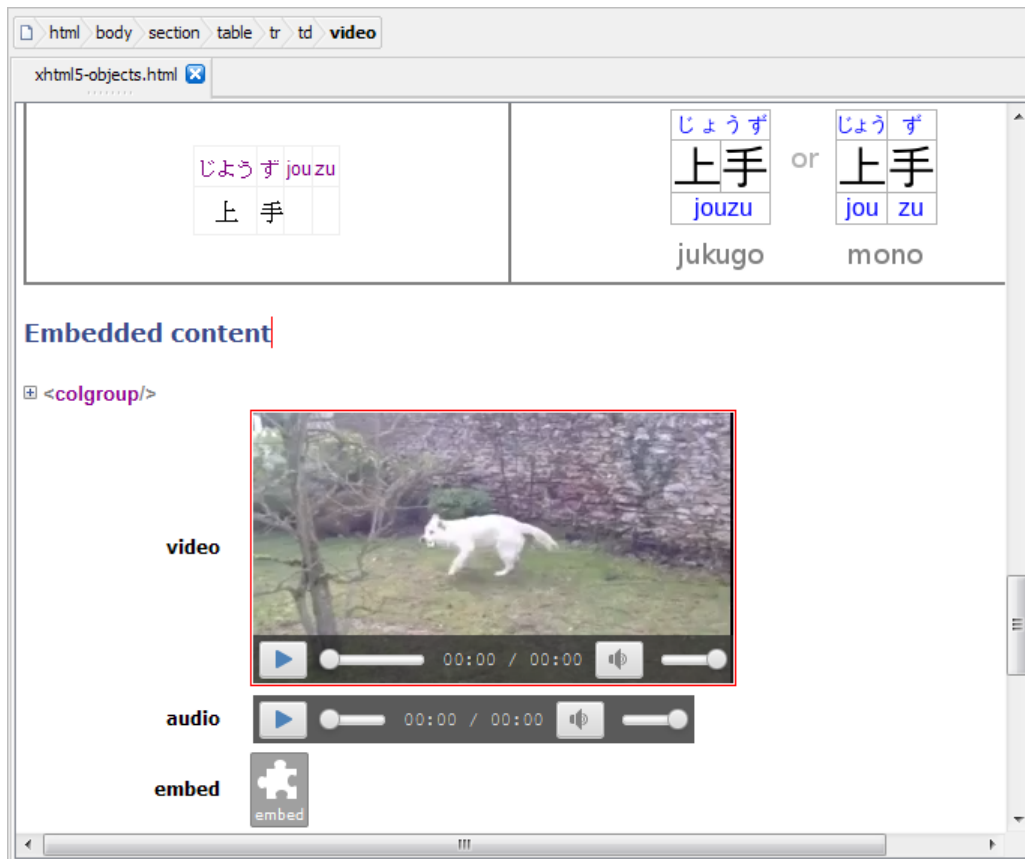 html body section table tr td video
xhtml5-objects.html
じよう ず jou zu
上 手
じょうず
上手
jouzu
jukugo
or
じょう ず
上 手
jou zu
mono
Embedded content
<colgroup/>
video
00:00 / 00:00
audio
00:00 / 00:00
embed
embed